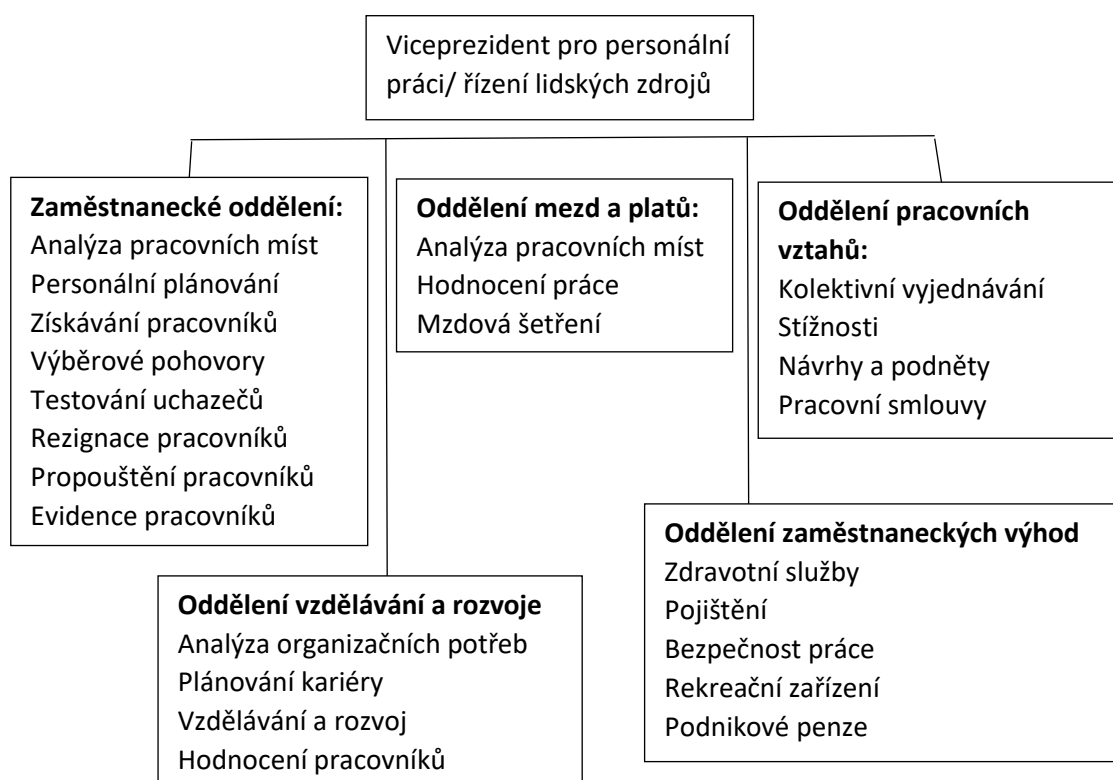 Viceprezident pro personální
práci/ řízení lidských zdrojů
Zaměstnanecké oddělení:
Analýza pracovních míst
Personální plánování
Získávání pracovníků
Výběrové pohovory
Testování uchazečů
Rezignace pracovníků
Propouštění pracovníků
Evidence pracovníků
Oddělení mezd a platů:
Analýza pracovních míst
Hodnocení práce
Mzdová šetření
Oddělení pracovních
vztahů:
Kolektivní vyjednávání
Stížnosti
Návrhy a podněty
Pracovní smlouvy
Oddělení vzdělávání a rozvoje
Analýza organizačních potřeb
Plánování kariéry
Vzdělávání a rozvoj
Hodnocení pracovníků
Oddělení zaměstnaneckých výhod
Zdravotní služby
Pojištění
Bezpečnost práce
Rekreační zařízení
Podnikové penze